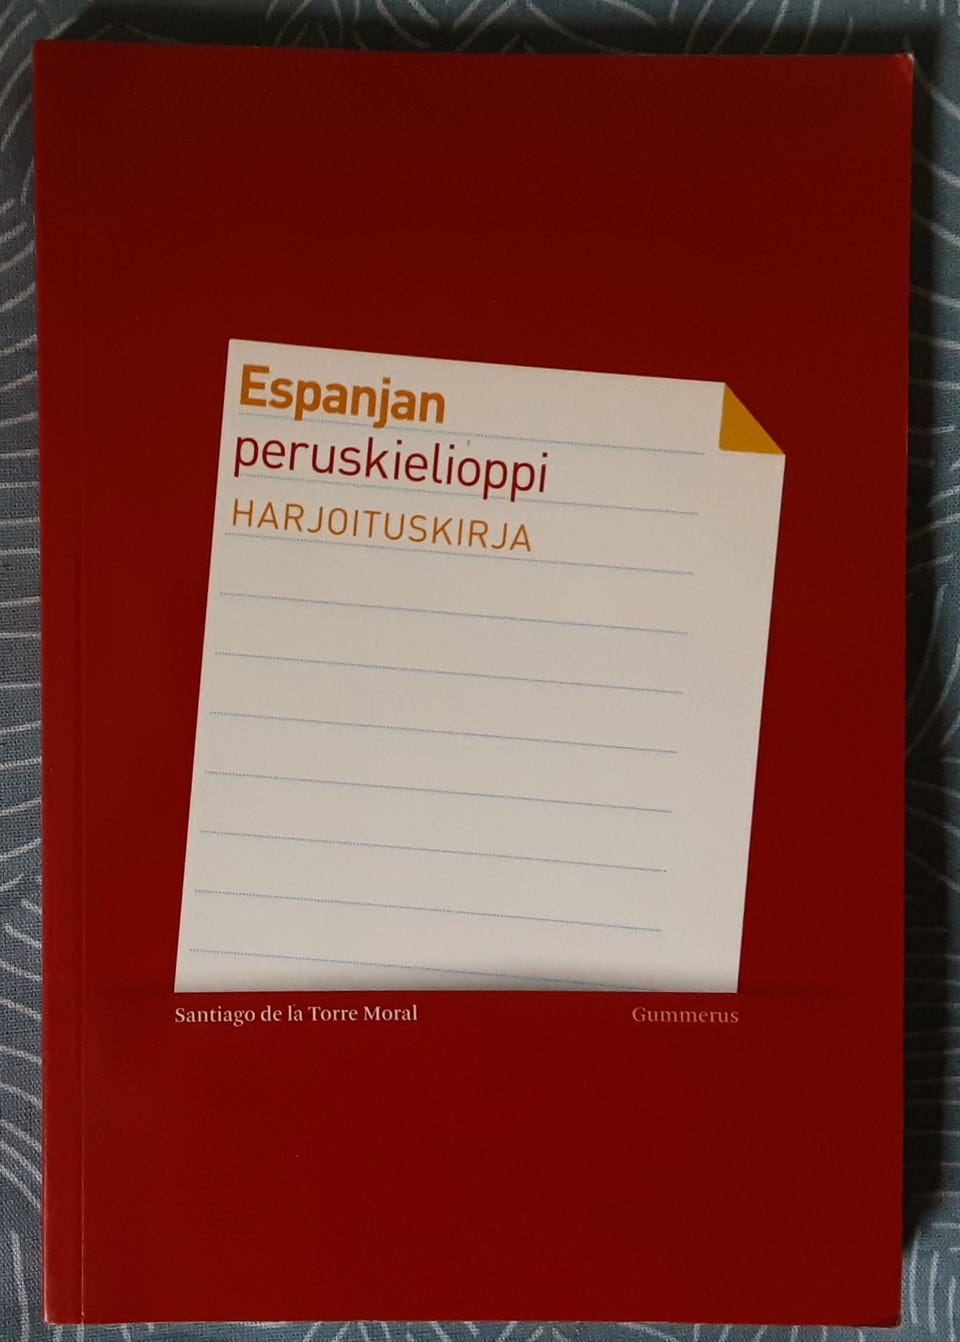 Espanjan
peruskielioppi
HARJOITUSKIRJA
Santiago de la Torre Moral
Gummerus